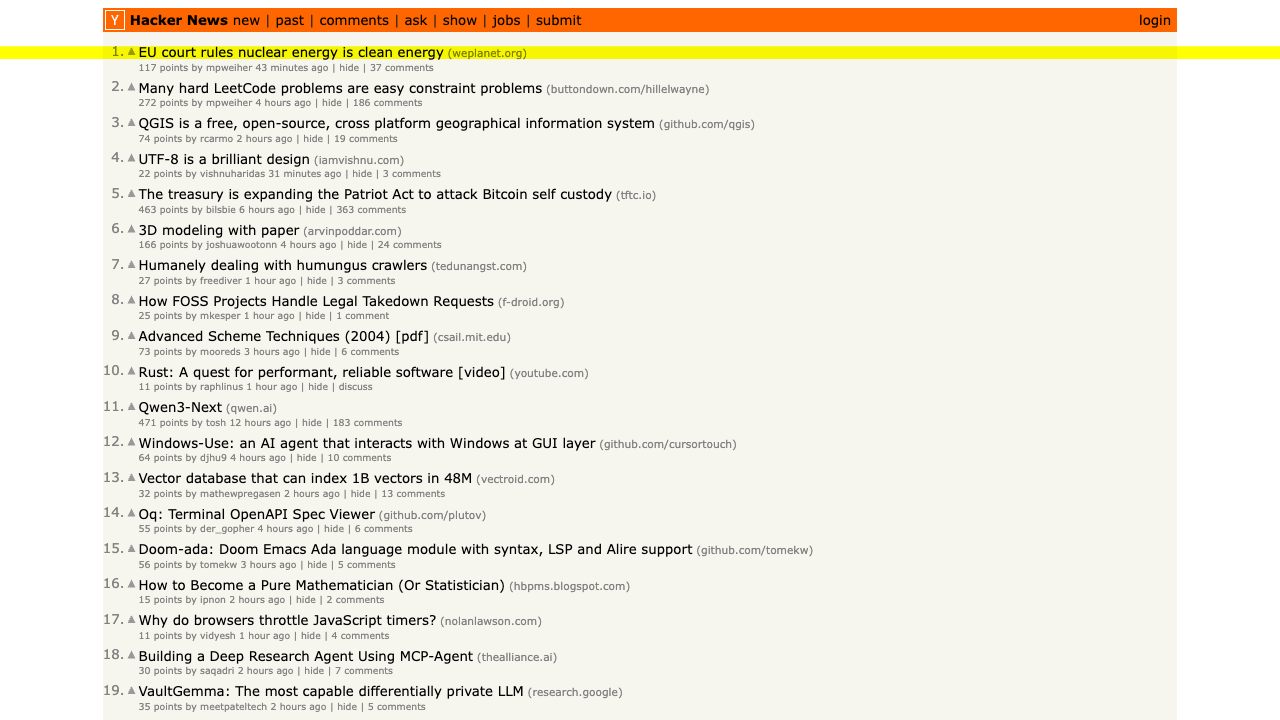 Y Hacker News new | past | comments | ask | show | jobs | submit login
1. ▲ EU court rules nuclear energy is clean energy (weplanet.org)
117 points by mpweiher 43 minutes ago | hide | 37 comments
2. ▲ Many hard LeetCode problems are easy constraint problems (buttondown.com/hillelwayne)
272 points by mpweiher 4 hours ago | hide | 186 comments
3. ▲ QGIS is a free, open-source, cross platform geographical information system (github.com/qgis)
74 points by rcarmo 2 hours ago | hide | 19 comments
4. ▲ UTF-8 is a brilliant design (iamvishnu.com)
22 points by vishnuharidas 31 minutes ago | hide | 3 comments
5. ▲ The treasury is expanding the Patriot Act to attack Bitcoin self custody (tftc.io)
463 points by bilsbie 6 hours ago | hide | 363 comments
6. ▲ 3D modeling with paper (arvinpoddar.com)
166 points by joshuawootonn 4 hours ago | hide | 24 comments
7. ▲ Humanely dealing with humungus crawlers (tedunangst.com)
27 points by freediver 1 hour ago | hide | 3 comments
8. ▲ How FOSS Projects Handle Legal Takedown Requests (f-droid.org)
25 points by mkesper 1 hour ago | hide | 1 comment
9. ▲ Advanced Scheme Techniques (2004) [pdf] (csail.mit.edu)
73 points by mooreds 3 hours ago | hide | 6 comments
10. ▲ Rust: A quest for performant, reliable software [video] (youtube.com)
11 points by raphlinus 1 hour ago | hide | discuss
11. ▲ Qwen3-Next (qwen.ai)
471 points by tosh 12 hours ago | hide | 183 comments
12. ▲ Windows-Use: an AI agent that interacts with Windows at GUI layer (github.com/cursortouch)
64 points by djhu9 4 hours ago | hide | 10 comments
13. ▲ Vector database that can index 1B vectors in 48M (vectroid.com)
32 points by mathewpregasen 2 hours ago | hide | 13 comments
14. ▲ Oq: Terminal OpenAPI Spec Viewer (github.com/plutov)
55 points by der_gopher 4 hours ago | hide | 6 comments
15. ▲ Doom-ada: Doom Emacs Ada language module with syntax, LSP and Alire support (github.com/tomekw)
56 points by tomekw 3 hours ago | hide | 5 comments
16. ▲ How to Become a Pure Mathematician (Or Statistician) (hbpms.blogspot.com)
15 points by ipnon 2 hours ago | hide | 2 comments
17. ▲ Why do browsers throttle JavaScript timers? (nolanlawson.com)
11 points by vidyesh 1 hour ago | hide | 4 comments
18. ▲ Building a Deep Research Agent Using MCP-Agent (thealliance.ai)
30 points by saqadri 2 hours ago | hide | 7 comments
19. ▲ VaultGemma: The most capable differentially private LLM (research.google)
35 points by meetpateltech 2 hours ago | hide | 5 comments